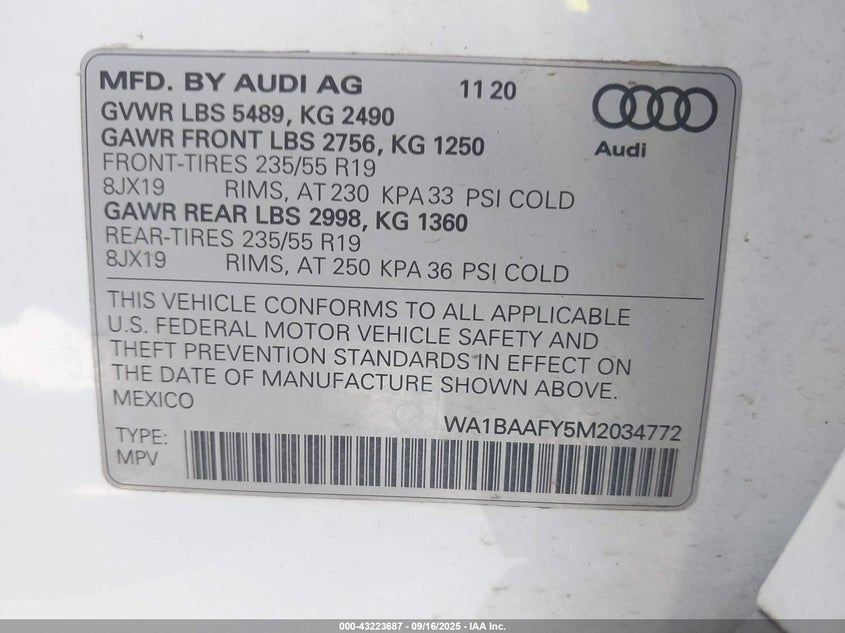 MFD. BY AUDI AG 11 20
GVWR LBS 5489, KG 2490
GAWR FRONT LBS 2756, KG 1250
FRONT-TIRES 235/55 R19
8JX19 RIMS, AT 230 KPA 33 PSI COLD
GAWR REAR LBS 2998, KG 1360
REAR-TIRES 235/55 R19
8JX19 RIMS, AT 250 KPA 36 PSI COLD
Audi
THIS VEHICLE CONFORMS TO ALL APPLICABLE
U.S. FEDERAL MOTOR VEHICLE SAFETY AND
THEFT PREVENTION STANDARDS IN EFFECT ON
THE DATE OF MANUFACTURE SHOWN ABOVE.
MEXICO
WA1BAAFY5M2034772
TYPE:
MPV
000-43223687 - 09/16/2025 - IAA Inc.